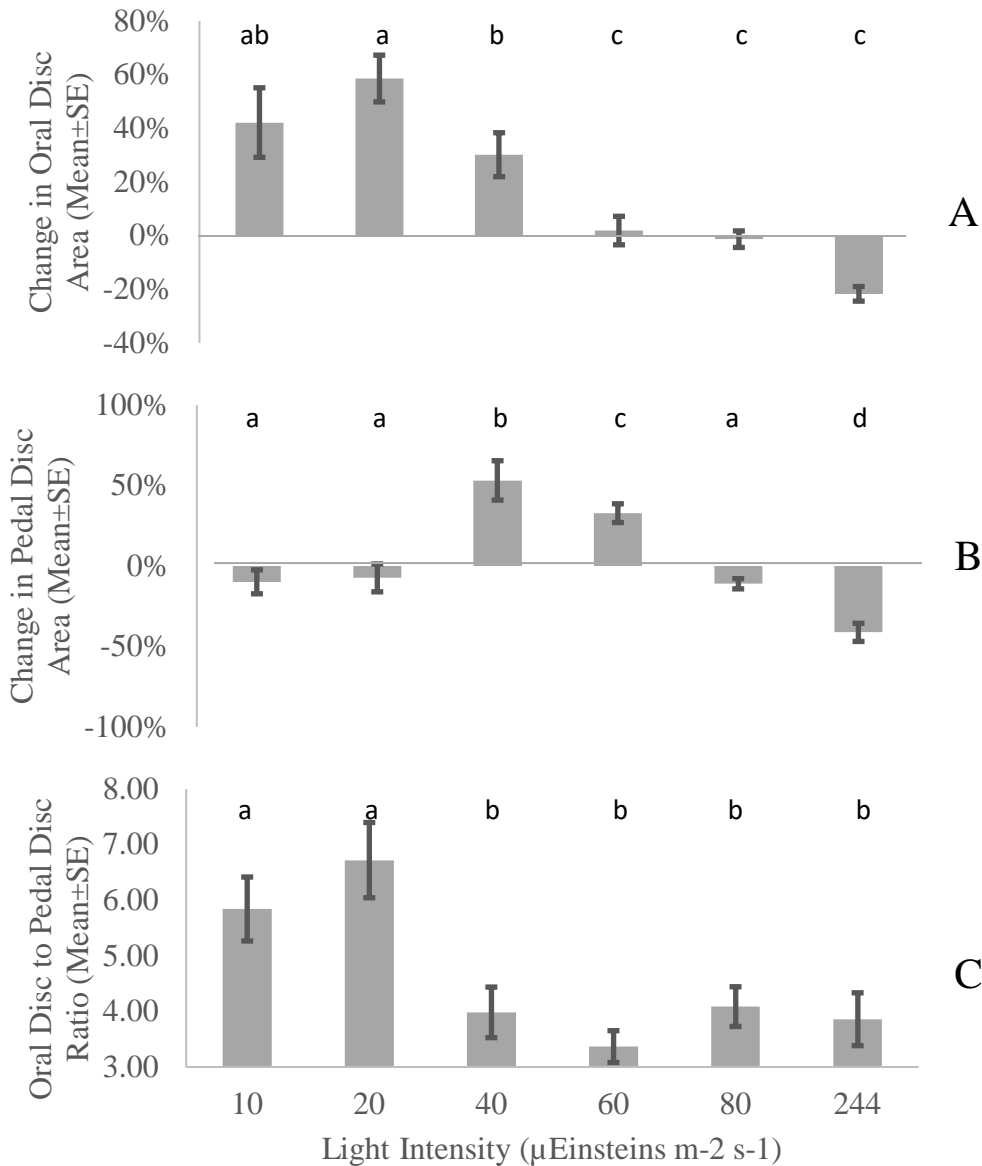 80%
60%
40%
20%
0%
-20%
-40%
Change in Oral Disc
Area (Mean±SE)
ab a b c c c
A
100%
50%
0%
-50%
-100%
Change in Pedal Disc
Area (Mean±SE)
a a b c a d
B
8.00
7.00
6.00
5.00
4.00
3.00
Oral Disc to Pedal Disc
Ratio (Mean±SE)
a a b b b b
C
10 20 40 60 80 244
Light Intensity (µEinsteins m-2 s-1)